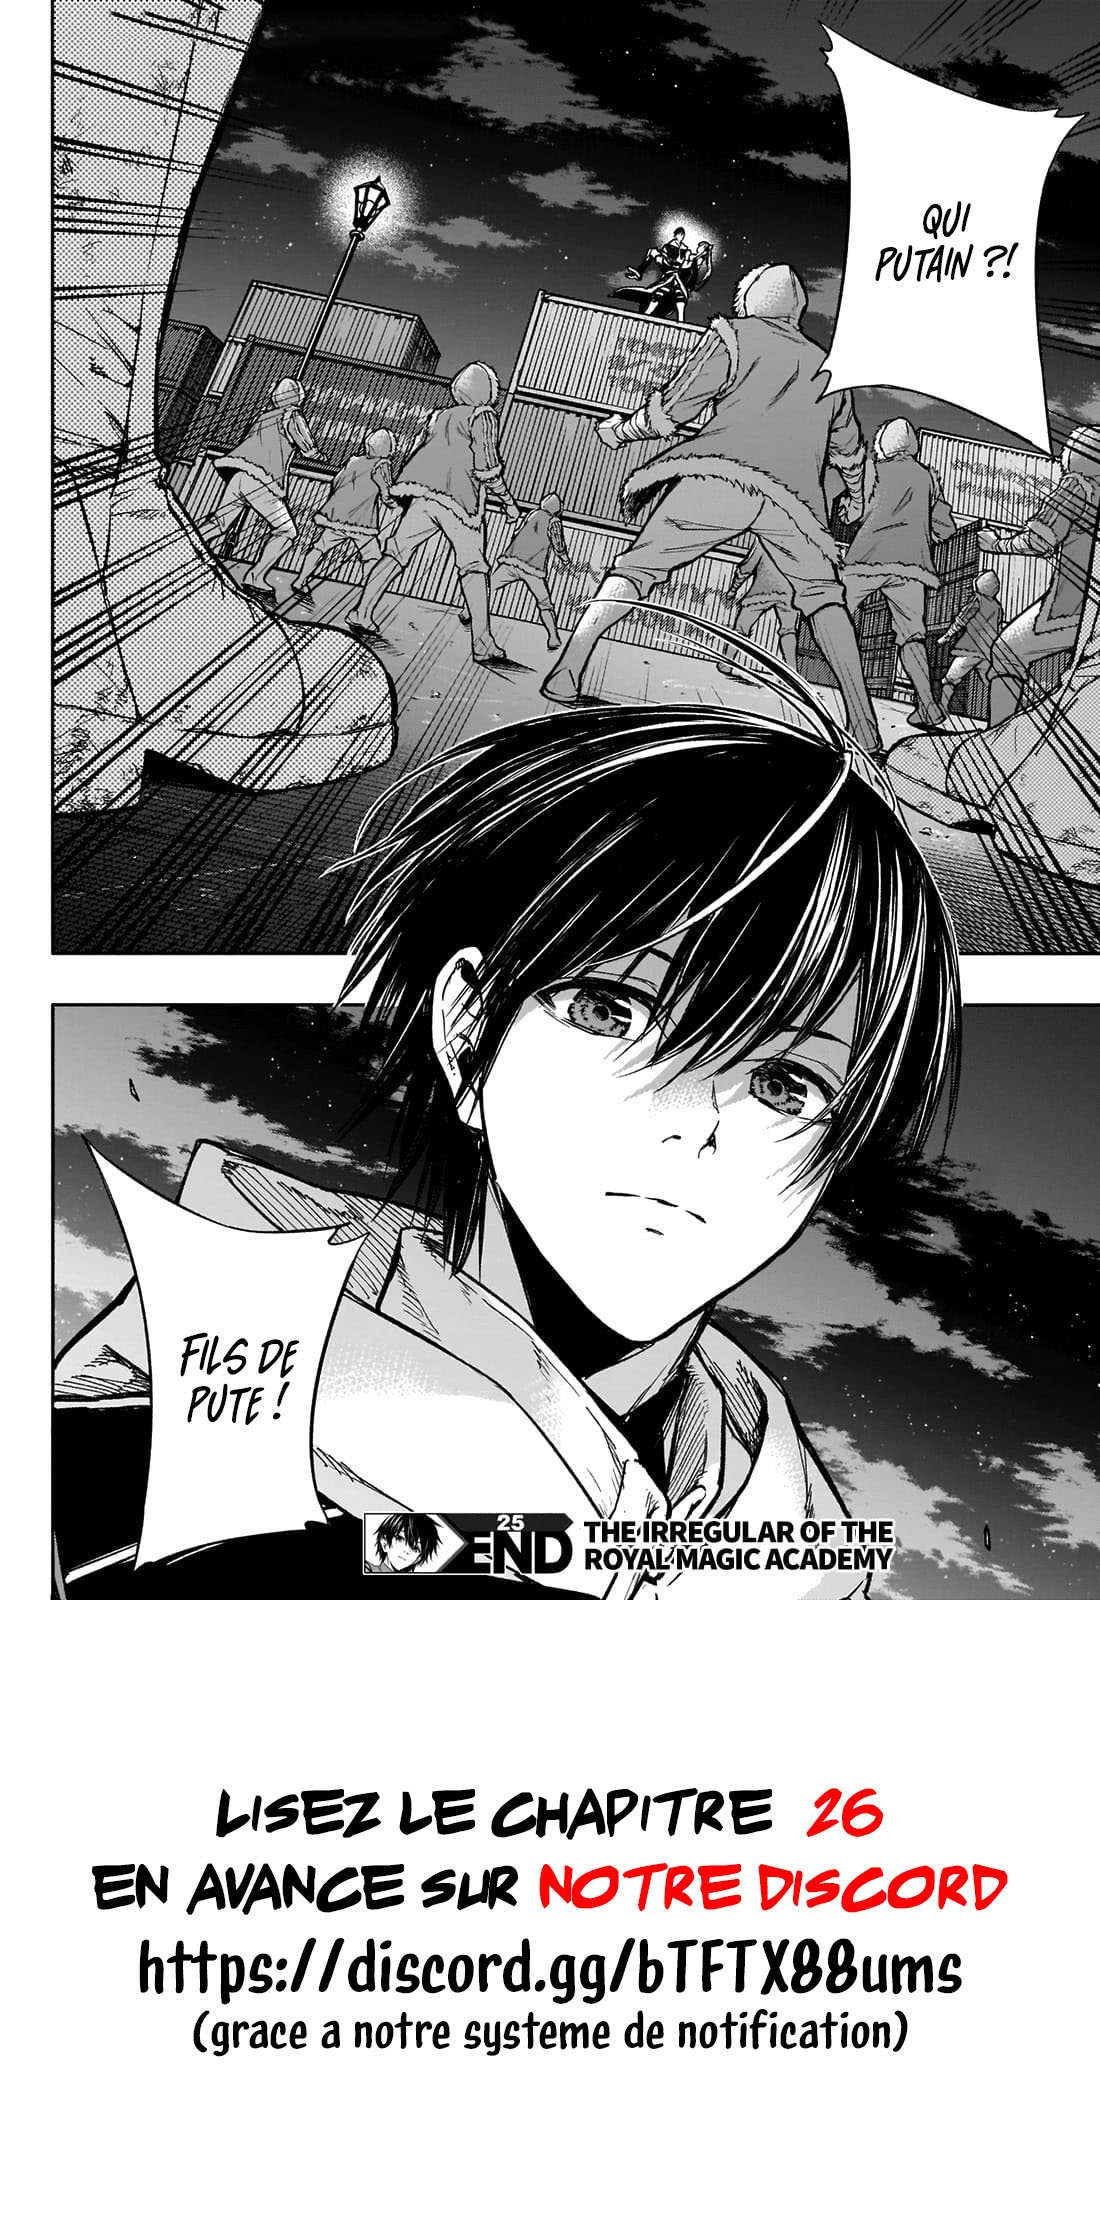 QUI
PUTAIN ?!
FILS DE
PUTE !
25
END
THE IRREGULAR OF THE
ROYAL MAGIC ACADEMY
LISEZ LE CHAPITRE 26
EN AVANCE SUR NOTRE DISCORD
https://discord.gg/bTFTX88ums
(grace a notre systeme de notification)